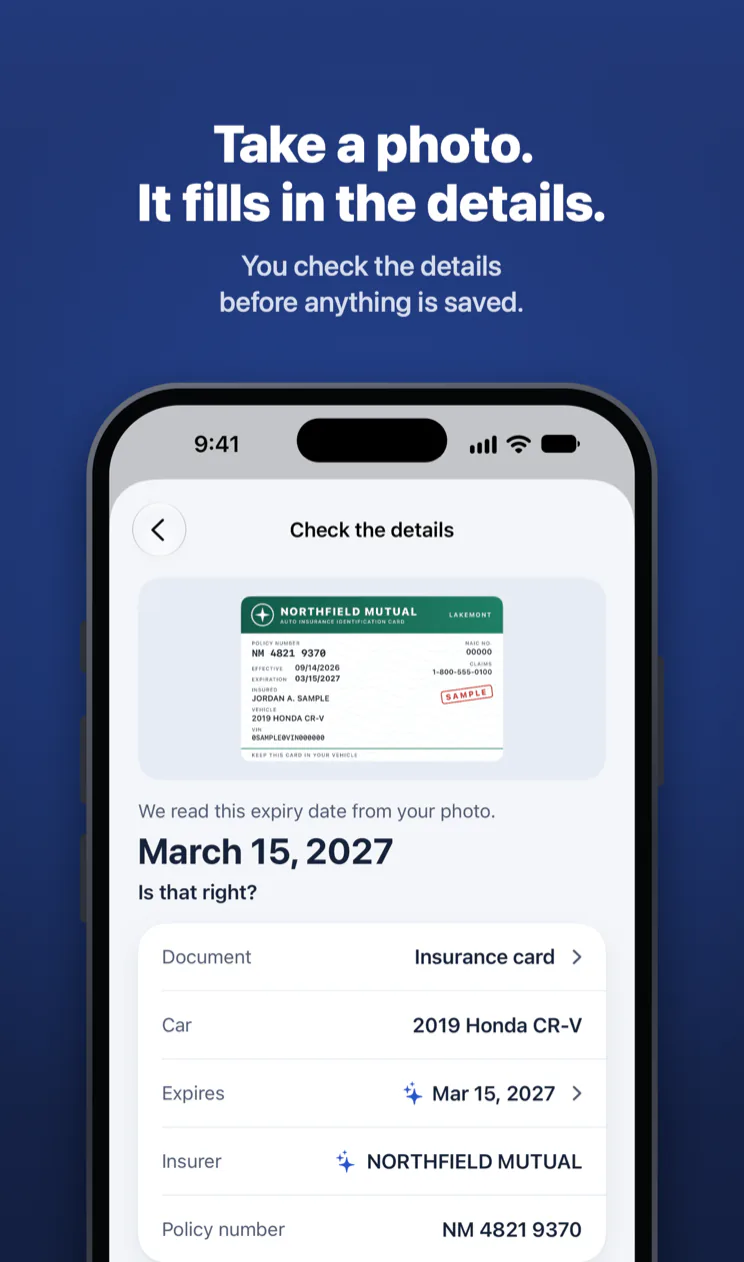 Take a photo.
It fills in the details.
You check the details
before anything is saved.
9:41
Check the details
NORTHFIELD MUTUAL
AUTO INSURANCE IDENTIFICATION CARD
LAKEMONT
POLICY NUMBER
NM 4821 9370
NAIC NO.
00000
EFFECTIVE 09/14/2026
EXPIRATION 03/15/2027
CLAIMS
1-800-555-0100
INSURED
JORDAN A. SAMPLE
SAMPLE
VEHICLE
2019 HONDA CR-V
VIN
0SAMPLE0VIN000000
KEEP THIS CARD IN YOUR VEHICLE
We read this expiry date from your photo.
March 15, 2027
Is that right?
Document Insurance card
Car 2019 Honda CR-V
Expires Mar 15, 2027
Insurer NORTHFIELD MUTUAL
Policy number NM 4821 9370